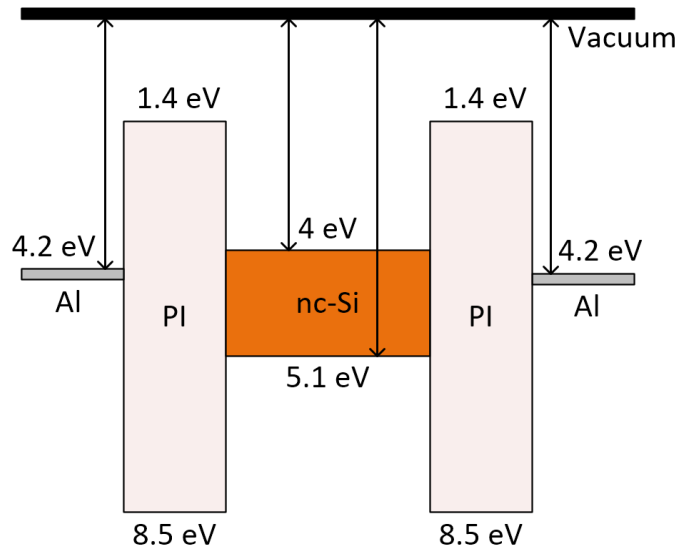 Vacuum
1.4 eV
1.4 eV
4.2 eV
4 eV
4.2 eV
Al
PI
nc-Si
PI
Al
5.1 eV
8.5 eV
8.5 eV